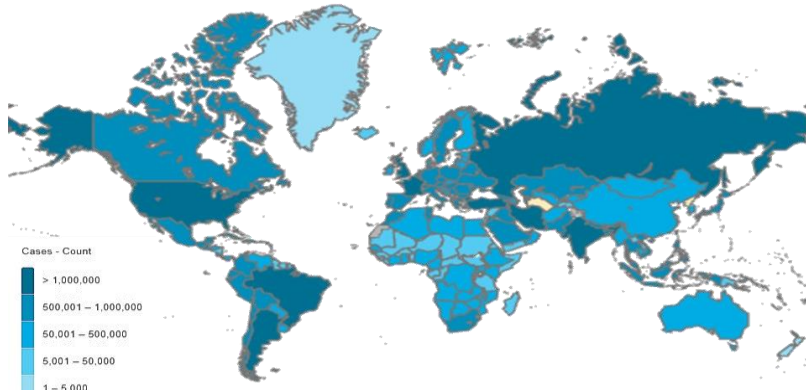 Cases - Count
> 1,000,000
500,001 – 1,000,000
50,001 – 500,000
5,001 – 50,000
1 – 5,000